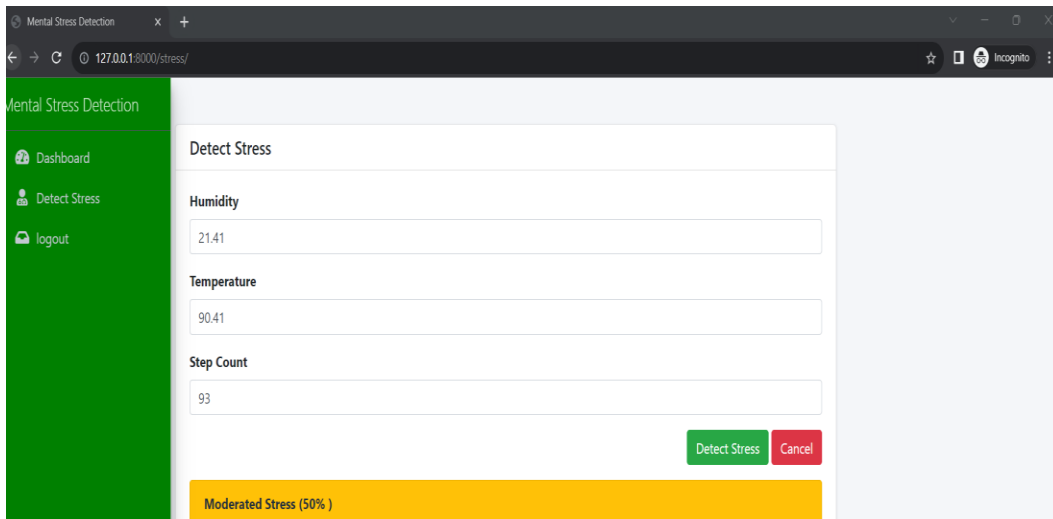 Mental Stress Detection
127.0.0.1:8000/stress/
Incognito
Mental Stress Detection
Dashboard
Detect Stress
logout
Detect Stress
Humidity
21.41
Temperature
90.41
Step Count
93
Detect Stress Cancel
Moderated Stress (50% )